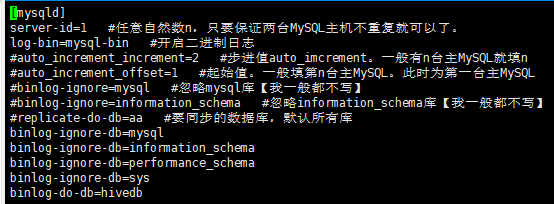 [mysqld]
server-id=1   #任意自然数n，只要保证两台MySQL主机不重复就可以了。
log-bin=mysql-bin   #开启二进制日志
#auto_increment_increment=2   #步进值auto_imcrement。一般有n台主MySQL就填n
#auto_increment_offset=1   #起始值。一般填第n台主MySQL。此时为第一台主MySQL
#binlog-ignore=mysql   #忽略mysql库【我一般都不写】
#binlog-ignore=information_schema   #忽略information_schema库【我一般都不写】
#replicate-do-db=aa   #要同步的数据库，默认所有库
binlog-ignore-db=mysql
binlog-ignore-db=information_schema
binlog-ignore-db=performance_schema
binlog-ignore-db=sys
binlog-do-db=hivedb